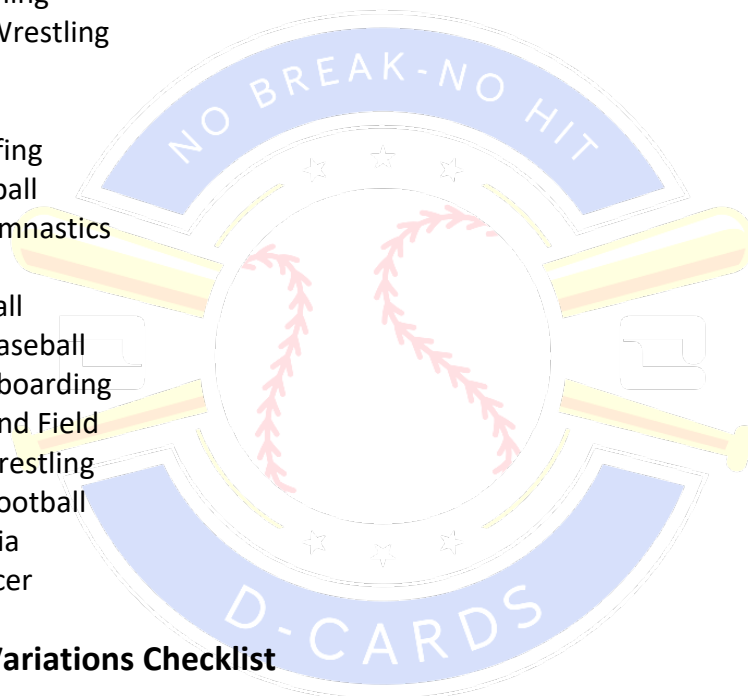 Wrestling
NO BREAK-NO HIT
fing
ball
mnastics
all
aseball
boarding
nd Field
restling
ootball
ia
cer
D-CARDS
Variations Checklist